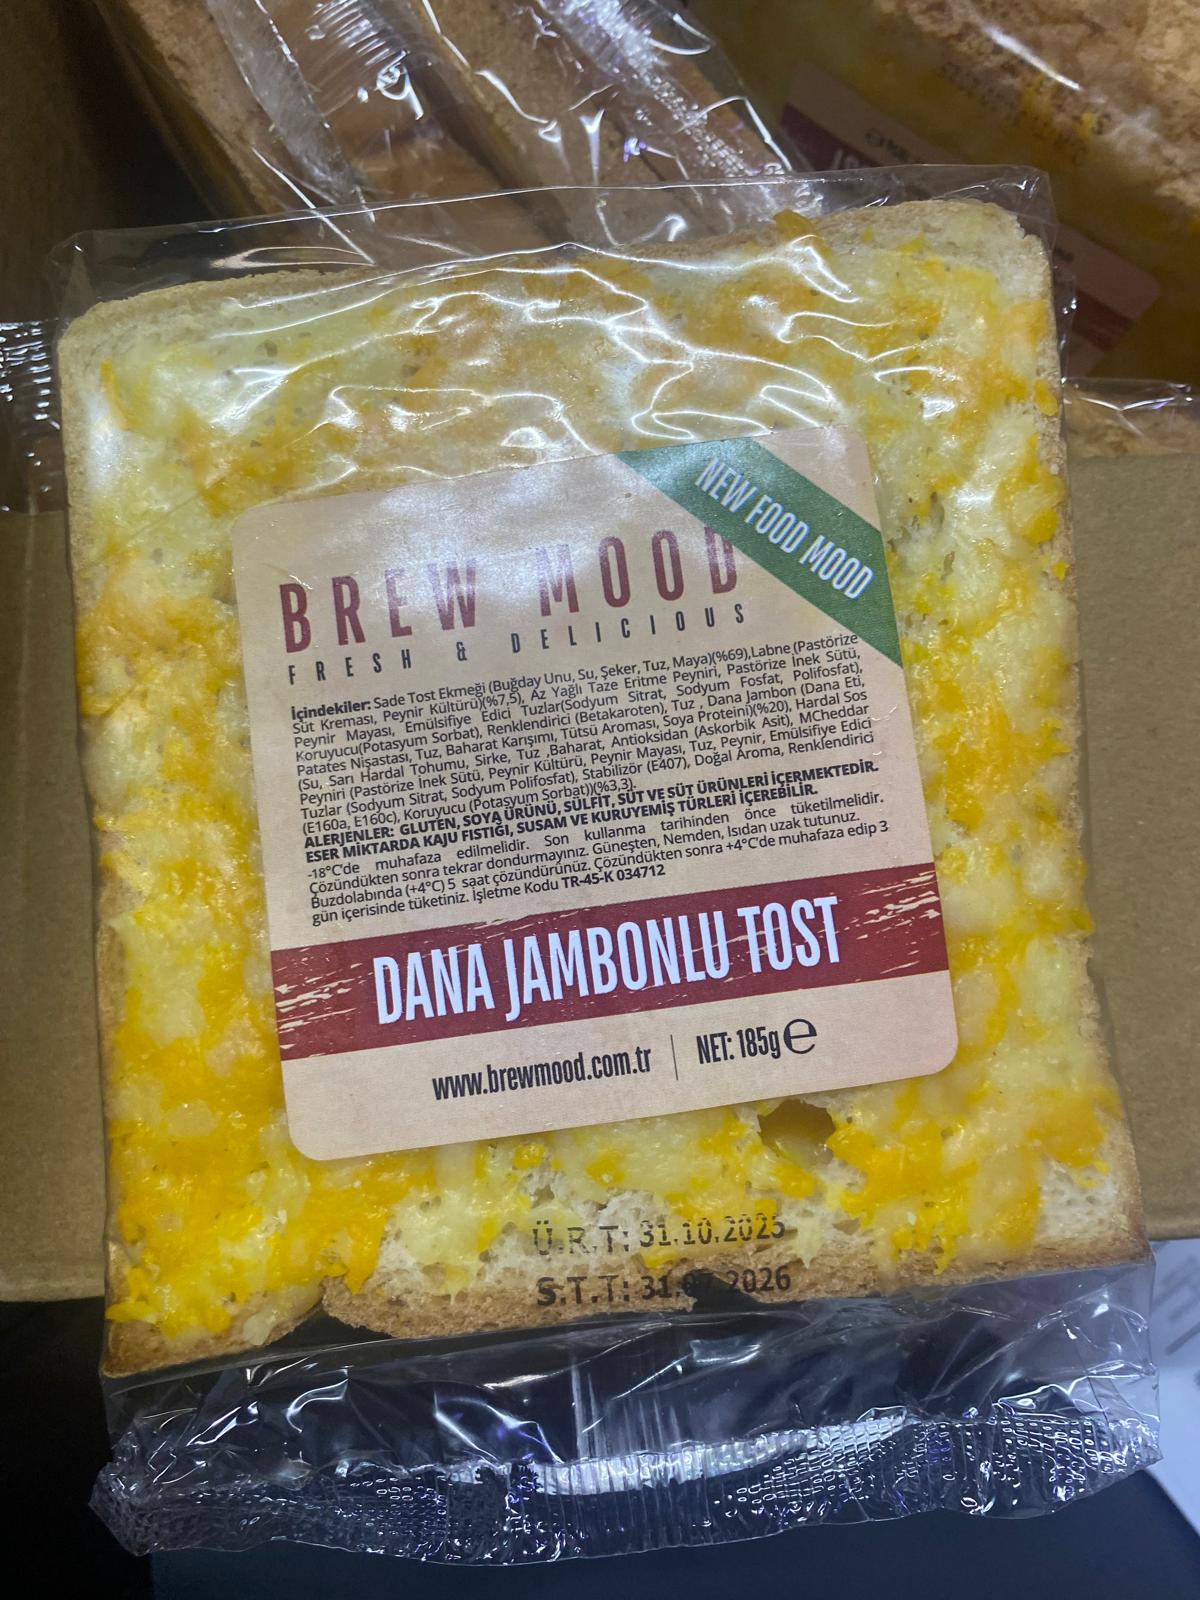 NEW FOOD MOOD
BREW MOOD
FRESH & DELICIOUS
İçindekiler: Sade Tost Ekmeği (Buğday Unu, Su, Şeker, Tuz, Maya)(%69),Labne (Pastörize
Süt Kreması, Peynir Kültürü)(%7,5), Az Yağlı Taze Eritme Peyniri, Pastörize İnek Sütü,
Peynir Mayası, Emülsifiye Edici Tuzlar(Sodyum Sitrat, Sodyum Fosfat, Polifosfat),
Koruyucu(Potasyum Sorbat), Renklendirici (Betakaroten), Tuz , Dana Jambon (Dana Eti,
Patates Nişastası, Tuz, Baharat Karışımı, Tütsü Aroması, Soya Proteini)(%20), Hardal Sos
(Su, Sarı Hardal Tohumu, Sirke, Tuz ,Baharat, Antioksidan (Askorbik Asit), MCheddar
Peyniri (Pastörize İnek Sütü, Peynir Kültürü, Peynir Mayası, Tuz, Peynir, Emülsifiye Edici
Tuzlar (Sodyum Sitrat, Sodyum Polifosfat), Stabilizör (E407), Doğal Aroma, Renklendirici
(E160a, E160c), Koruyucu (Potasyum Sorbat))(%3,3).
ALERJENLER: GLUTEN, SOYA ÜRÜNÜ, SÜLFİT, SÜT VE SÜT ÜRÜNLERİ İÇERMEKTEDİR.
ESER MİKTARDA KAJU FISTIĞI, SUSAM VE KURUYEMİŞ TÜRLERİ İÇEREBİLİR.
-18°C'de muhafaza edilmelidir. Son kullanma tarihinden önce tüketilmelidir.
Çözündükten sonra tekrar dondurmayınız. Güneşten, Nemden, Isıdan uzak tutunuz.
Buzdolabında (+4°C) 5 saat çözündürünüz. Çözündükten sonra +4°C'de muhafaza edip 3
gün içerisinde tüketiniz. İşletme Kodu TR-45-K 034712
DANA JAMBONLU TOST
www.brewmood.com.tr | NET: 185g ℮
Ü.R.T: 31.10.2025
S.T.T: 31.07.2026